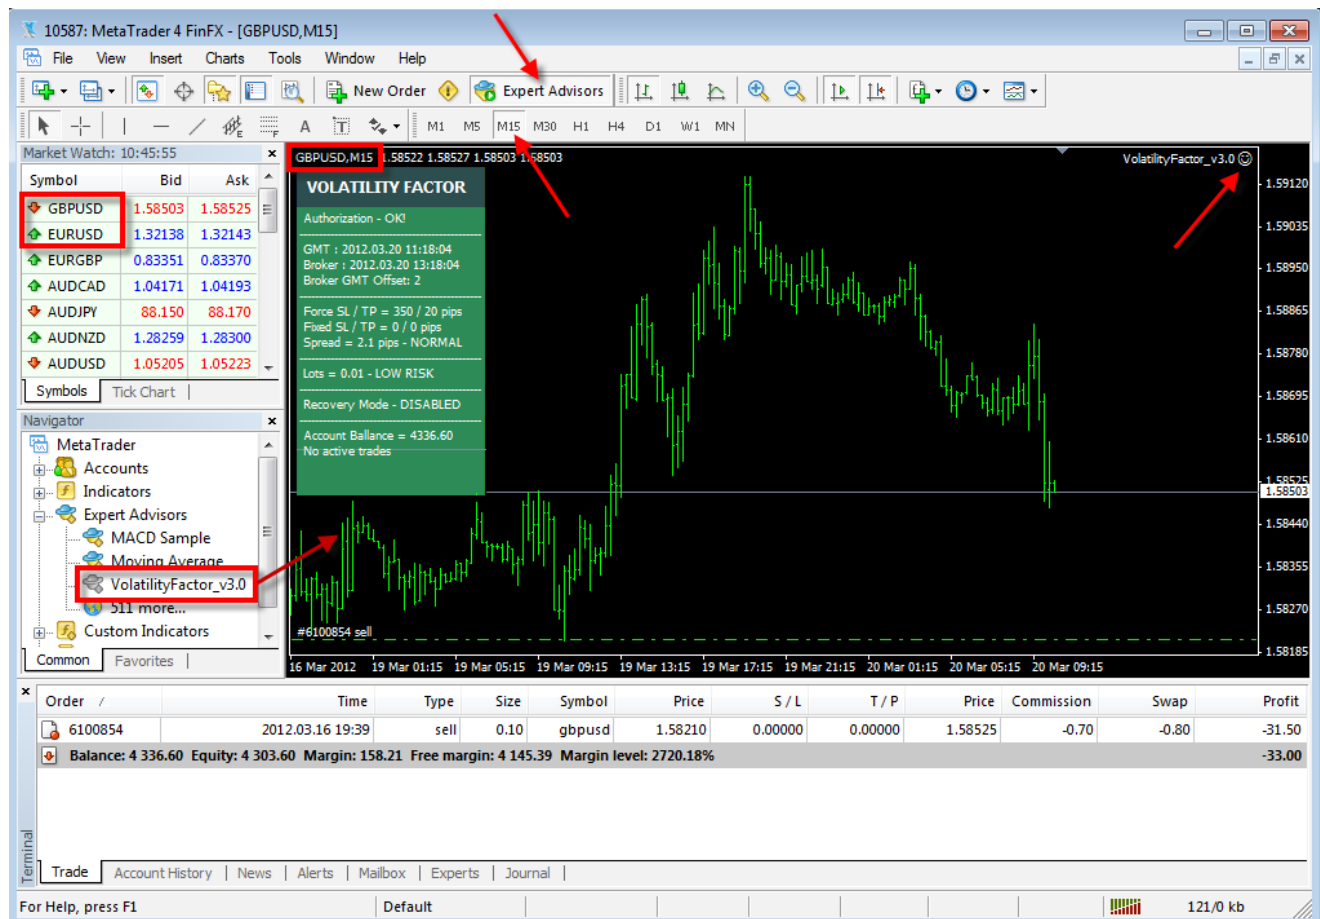 10587: MetaTrader 4 FinFX - [GBPUSD,M15]
File View Insert Charts Tools Window Help
New Order Expert Advisors
A T M1 M5 M15 M30 H1 H4 D1 W1 MN
Market Watch: 10:45:55
Symbol Bid Ask
GBPUSD 1.58503 1.58525
EURUSD 1.32138 1.32143
EURGBP 0.83351 0.83370
AUDCAD 1.04171 1.04193
AUDJPY 88.150 88.170
AUDNZD 1.28259 1.28300
AUDUSD 1.05205 1.05223
Symbols Tick Chart
Navigator
MetaTrader
Accounts
Indicators
Expert Advisors
MACD Sample
Moving Average
VolatilityFactor_v3.0
511 more...
Custom Indicators
Common Favorites
GBPUSD,M15 1.58522 1.58527 1.58503 1.58503
VolatilityFactor_v3.0
VOLATILITY FACTOR
Authorization - OK!
GMT : 2012.03.20 11:18:04
Broker : 2012.03.20 13:18:04
Broker GMT Offset: 2
Force SL / TP = 350 / 20 pips
Fixed SL / TP = 0 / 0 pips
Spread = 2.1 pips - NORMAL
Lots = 0.01 - LOW RISK
Recovery Mode - DISABLED
Account Ballance = 4336.60
No active trades
#6100854 sell
1.59120
1.59035
1.58950
1.58865
1.58780
1.58695
1.58610
1.58525
1.58503
1.58440
1.58355
1.58270
1.58185
16 Mar 2012 19 Mar 01:15 19 Mar 05:15 19 Mar 09:15 19 Mar 13:15 19 Mar 17:15 19 Mar 21:15 20 Mar 01:15 20 Mar 05:15 20 Mar 09:15
Order / Time Type Size Symbol Price S / L T / P Price Commission Swap Profit
6100854 2012.03.16 19:39 sell 0.10 gbpusd 1.58210 0.00000 0.00000 1.58525 -0.70 -0.80 -31.50
Balance: 4 336.60 Equity: 4 303.60 Margin: 158.21 Free margin: 4 145.39 Margin level: 2720.18% -33.00
Terminal
Trade Account History News Alerts Mailbox Experts Journal
For Help, press F1 Default 121/0 kb